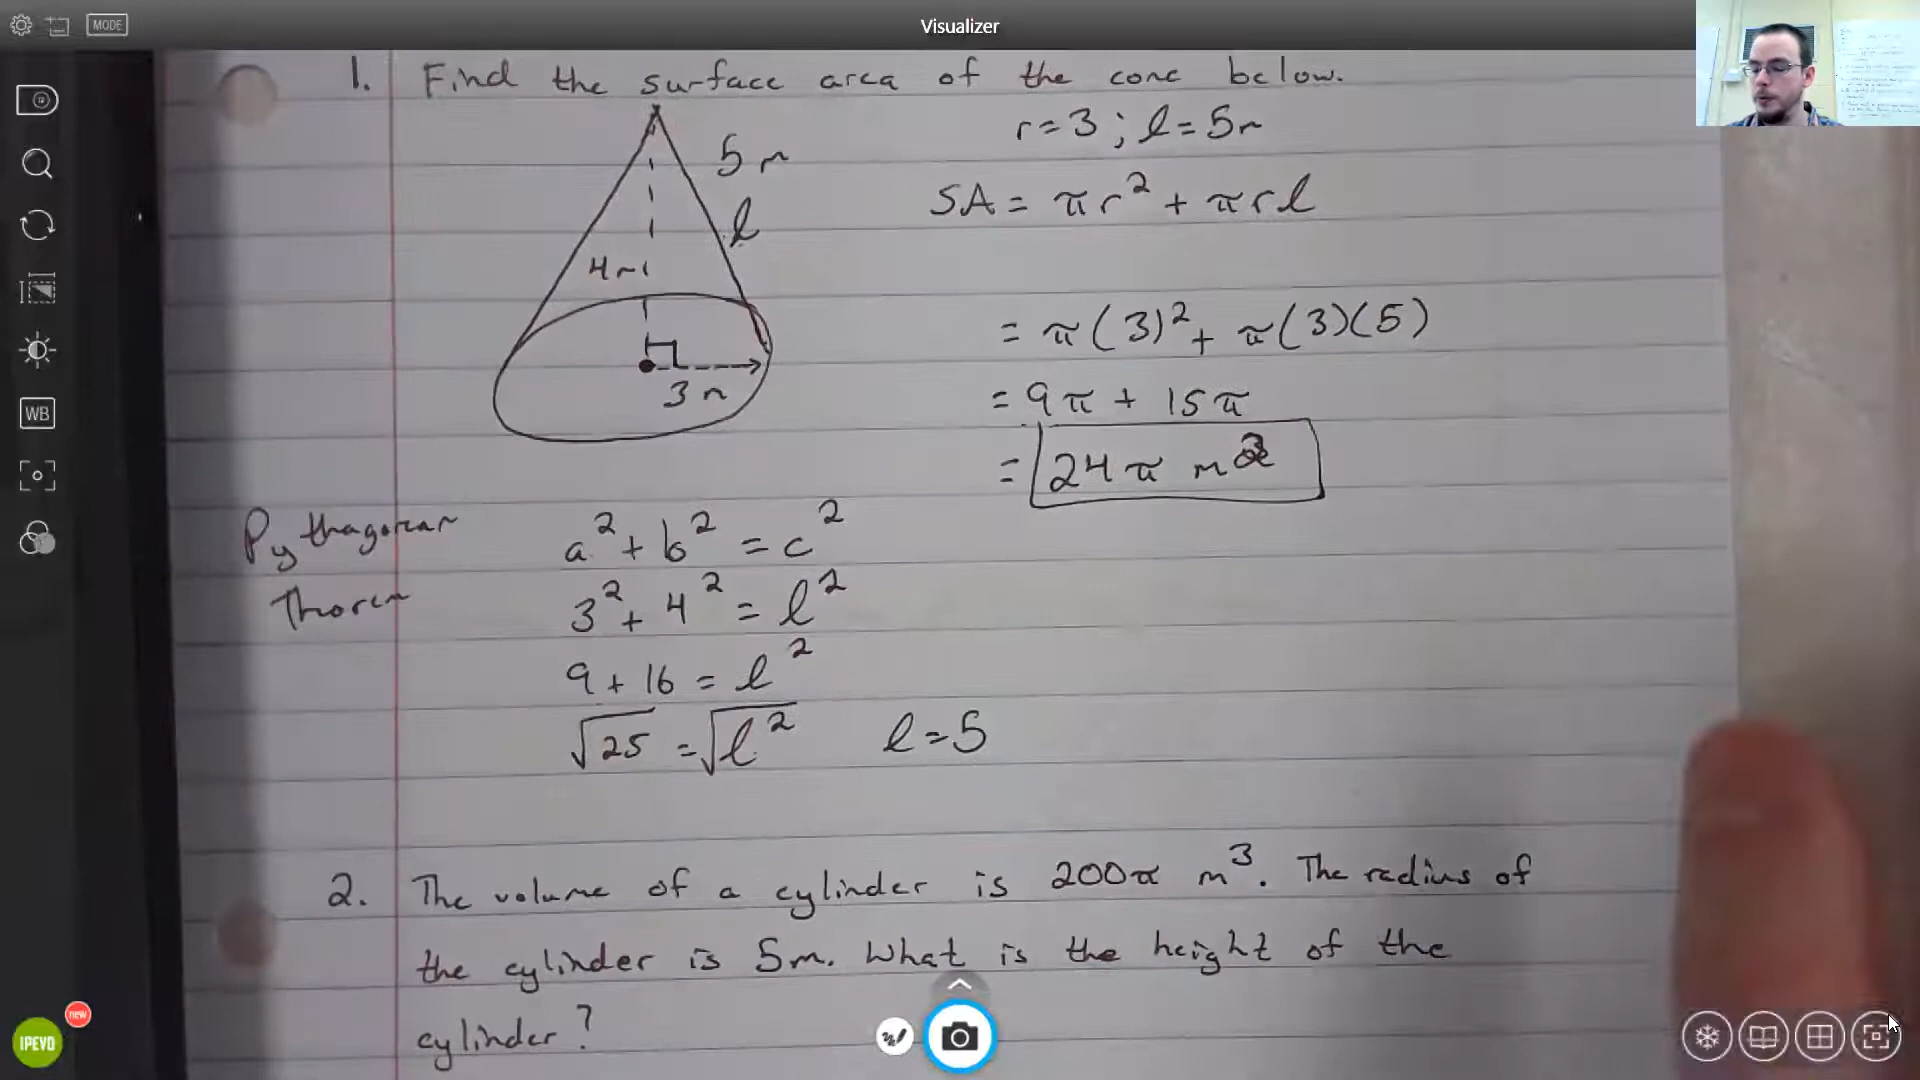 Visualizer
MODE
1. Find the surface area of the cone below.
r=3 ; l=5m
5 m
SA = πr² + πrl
l
4m
= π(3)² + π(3)(5)
3 m
= 9π + 15π
= 24π m²
Pythagorean
Thorem
a² + b² = c²
3² + 4² = l²
9 + 16 = l²
√25 = √l² l=5
2. The volume of a cylinder is 200π m³. The radius of
the cylinder is 5m. What is the height of the
cylinder?
WB
new
IPEVO